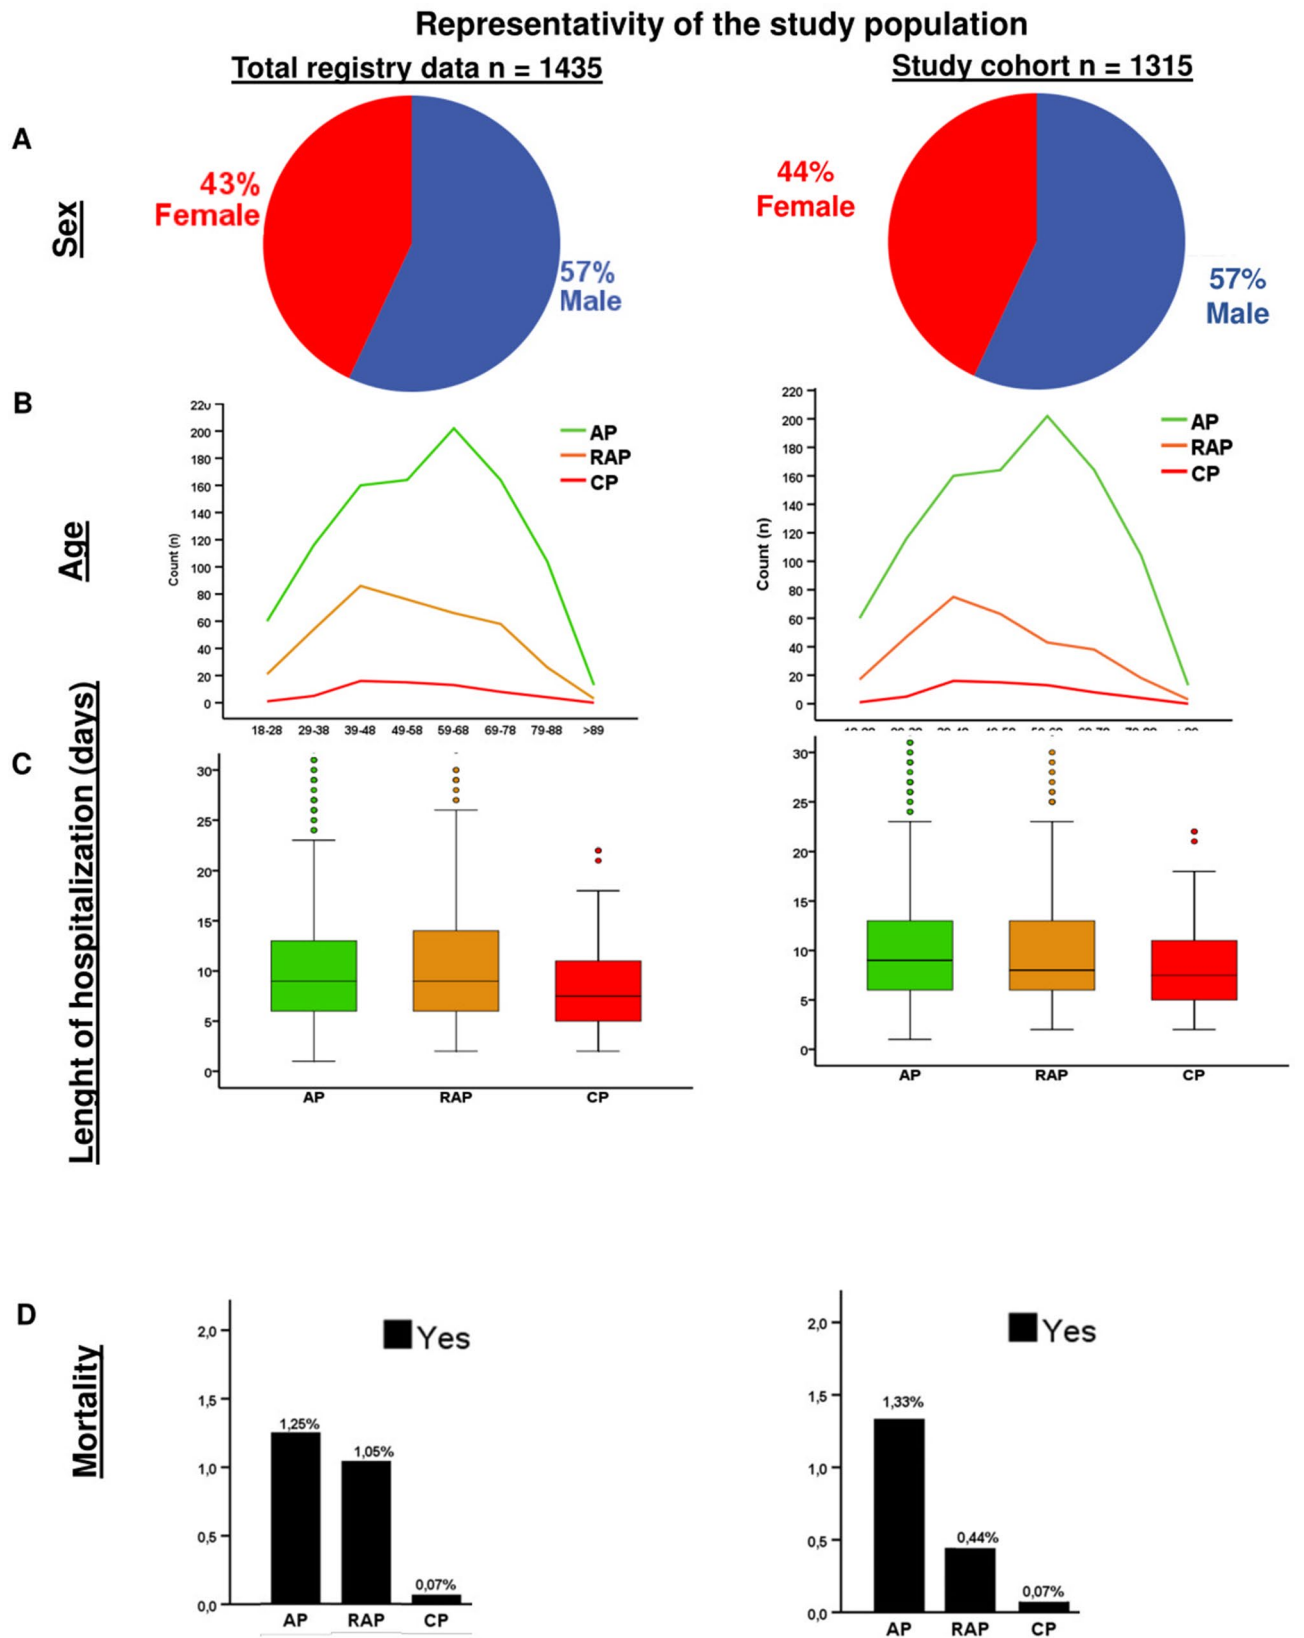 Representativity of the study population
Total registry data n = 1435
Study cohort n = 1315
A
Sex
43%
Female
57%
Male
44%
Female
57%
Male
B
Age
Count (n)
220
200
180
160
140
120
100
80
60
40
20
0
AP
RAP
CP
18-28 29-38 39-48 49-58 59-68 69-78 79-88 >89
Count (n)
220
200
180
160
140
120
100
80
60
40
20
0
AP
RAP
CP
C
Lenght of hospitalization (days)
30
25
20
15
10
5
0
AP RAP CP
30
25
20
15
10
5
0
AP RAP CP
D
Mortality
2,0
1,5
1,0
0,5
0,0
Yes
1,25%
1,05%
0,07%
AP RAP CP
2,0
1,5
1,0
0,5
0,0
Yes
1,33%
0,44%
0,07%
AP RAP CP